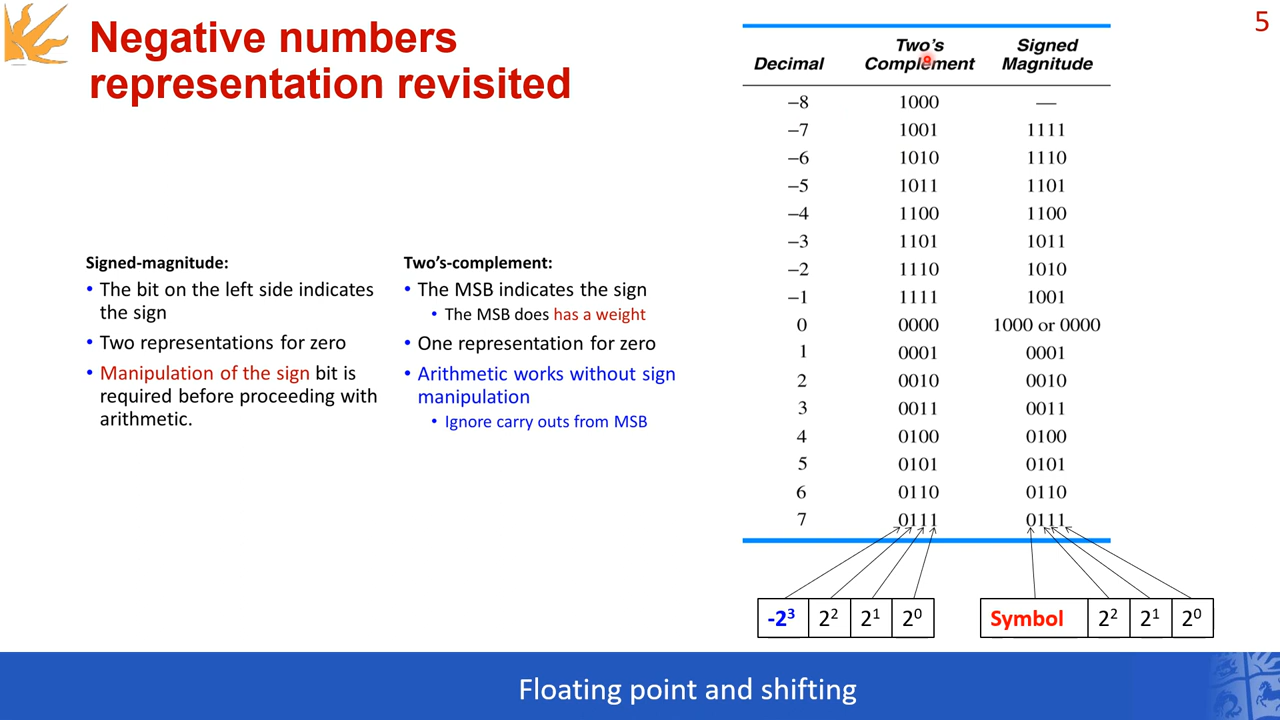 Negative numbers
representation revisited
5
Signed-magnitude:
• The bit on the left side indicates
the sign
• Two representations for zero
• Manipulation of the sign bit is
required before proceeding with
arithmetic.
Two’s-complement:
• The MSB indicates the sign
• The MSB does has a weight
• One representation for zero
• Arithmetic works without sign
manipulation
• Ignore carry outs from MSB
Two’s Signed
Decimal Complement Magnitude
–8 1000 —
–7 1001 1111
–6 1010 1110
–5 1011 1101
–4 1100 1100
–3 1101 1011
–2 1110 1010
–1 1111 1001
0 0000 1000 or 0000
1 0001 0001
2 0010 0010
3 0011 0011
4 0100 0100
5 0101 0101
6 0110 0110
7 0111 0111
-2³ 2² 2¹ 2⁰ Symbol 2² 2¹ 2⁰
Floating point and shifting